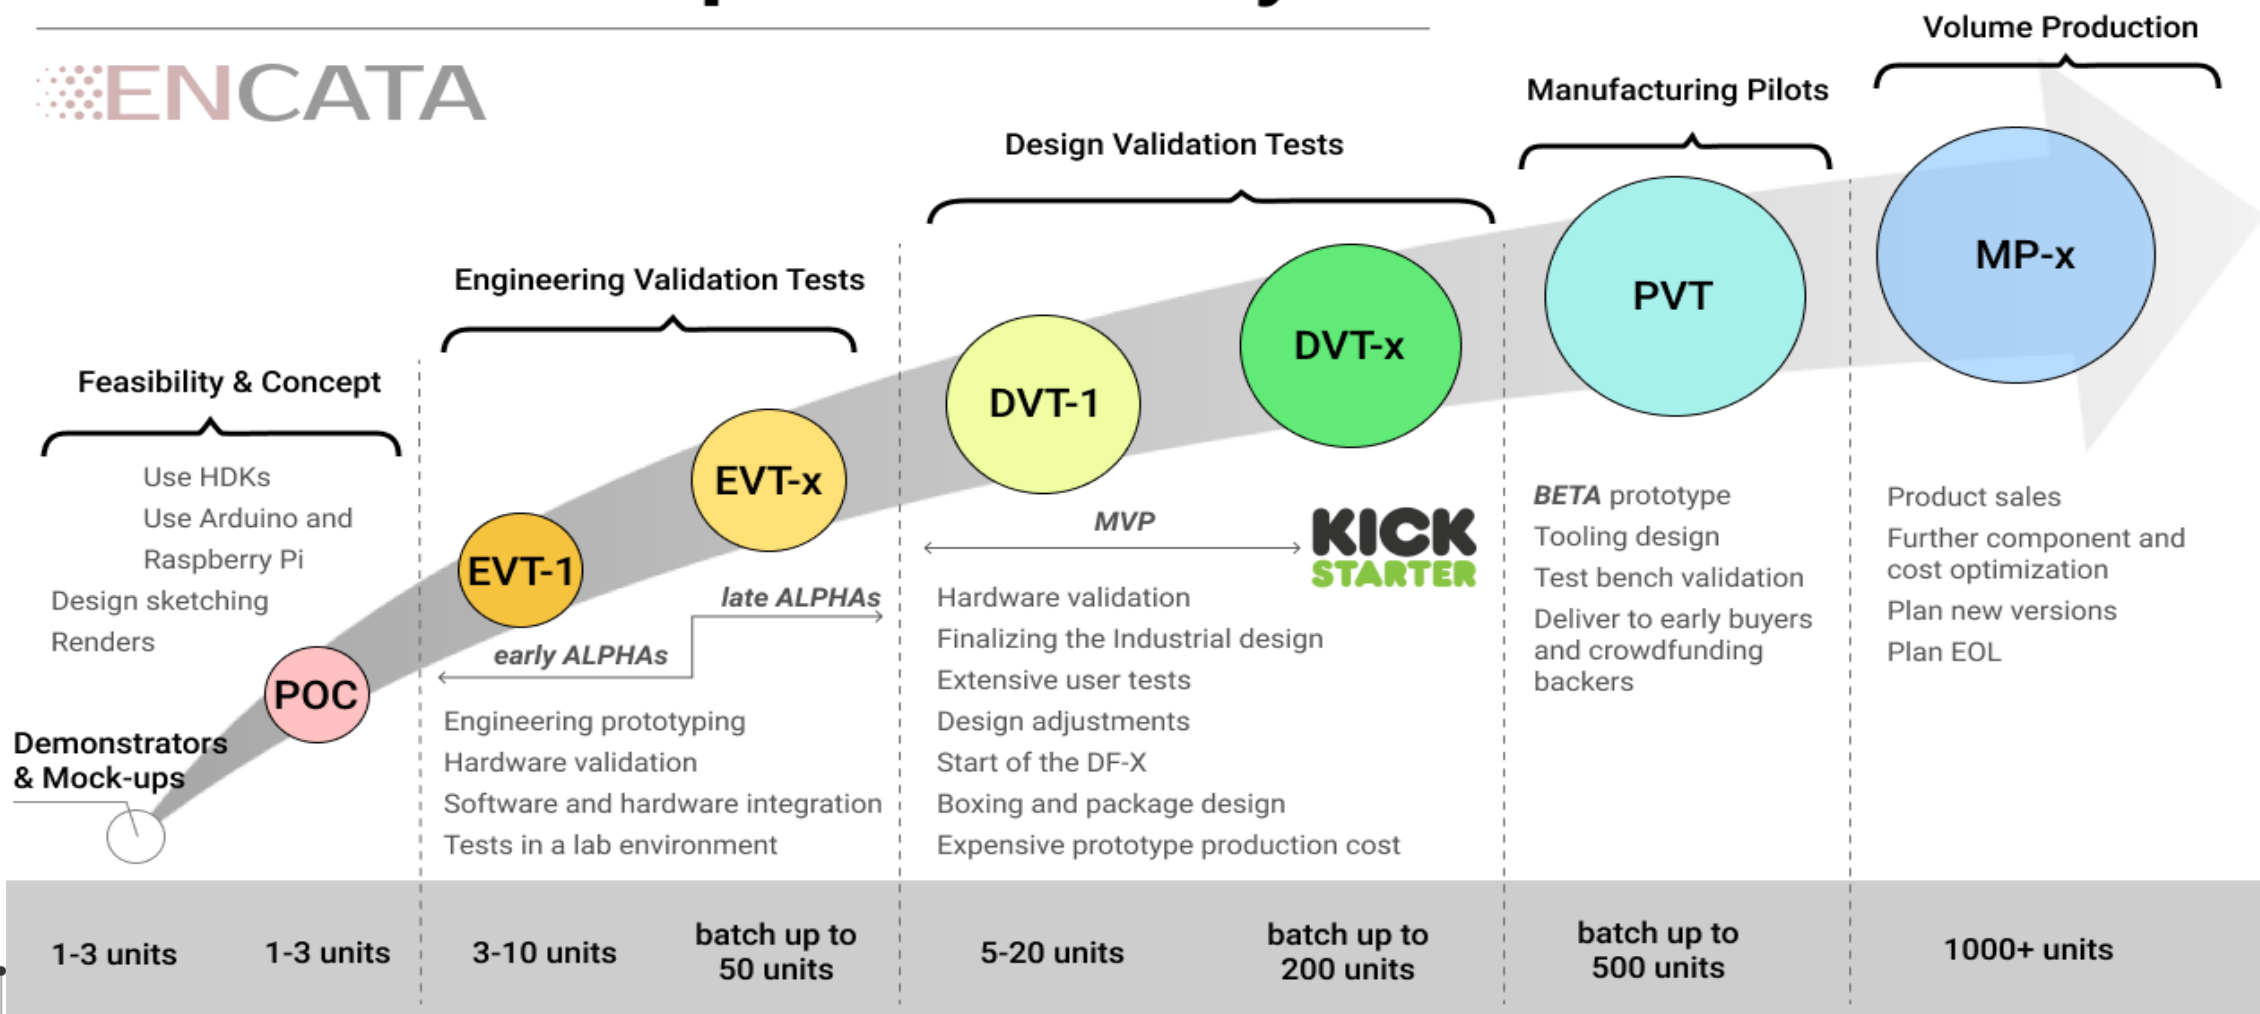 ENCATA
Volume Production
Manufacturing Pilots
Design Validation Tests
Engineering Validation Tests
Feasibility & Concept
MP-x
PVT
DVT-x
DVT-1
EVT-x
EVT-1
POC
Use HDKs
Use Arduino and
Raspberry Pi
Design sketching
Renders
Demonstrators
& Mock-ups
late ALPHAs
early ALPHAs
Engineering prototyping
Hardware validation
Software and hardware integration
Tests in a lab environment
MVP
KICK
STARTER
Hardware validation
Finalizing the Industrial design
Extensive user tests
Design adjustments
Start of the DF-X
Boxing and package design
Expensive prototype production cost
BETA prototype
Tooling design
Test bench validation
Deliver to early buyers
and crowdfunding
backers
Product sales
Further component and
cost optimization
Plan new versions
Plan EOL
1-3 units
1-3 units
3-10 units
batch up to
50 units
5-20 units
batch up to
200 units
batch up to
500 units
1000+ units